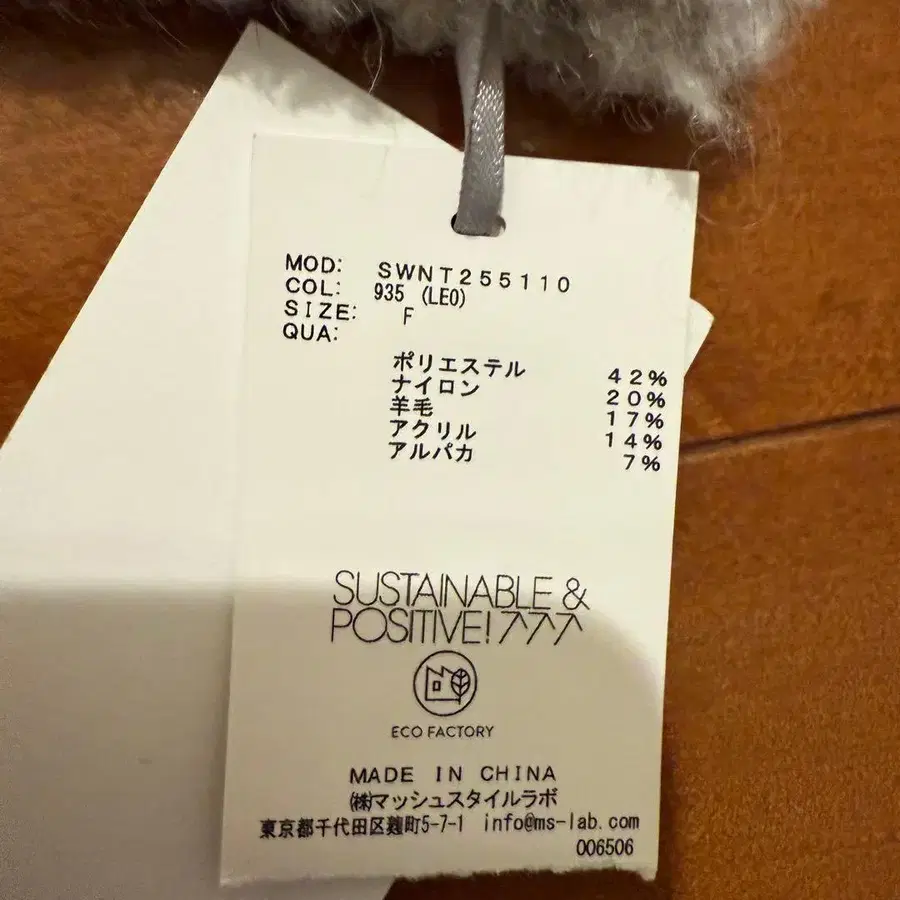 MOD: SWNT255110
COL: 935 (LEO)
SIZE: F
QUA:
ポリエステル 42%
ナイロン 20%
羊毛 17%
アクリル 14%
アルパカ 7%
SUSTAINABLE &
POSITIVE!
ECO FACTORY
MADE IN CHINA
㈱マッシュスタイルラボ
東京都千代田区麹町5-7-1 info@ms-lab.com
006506